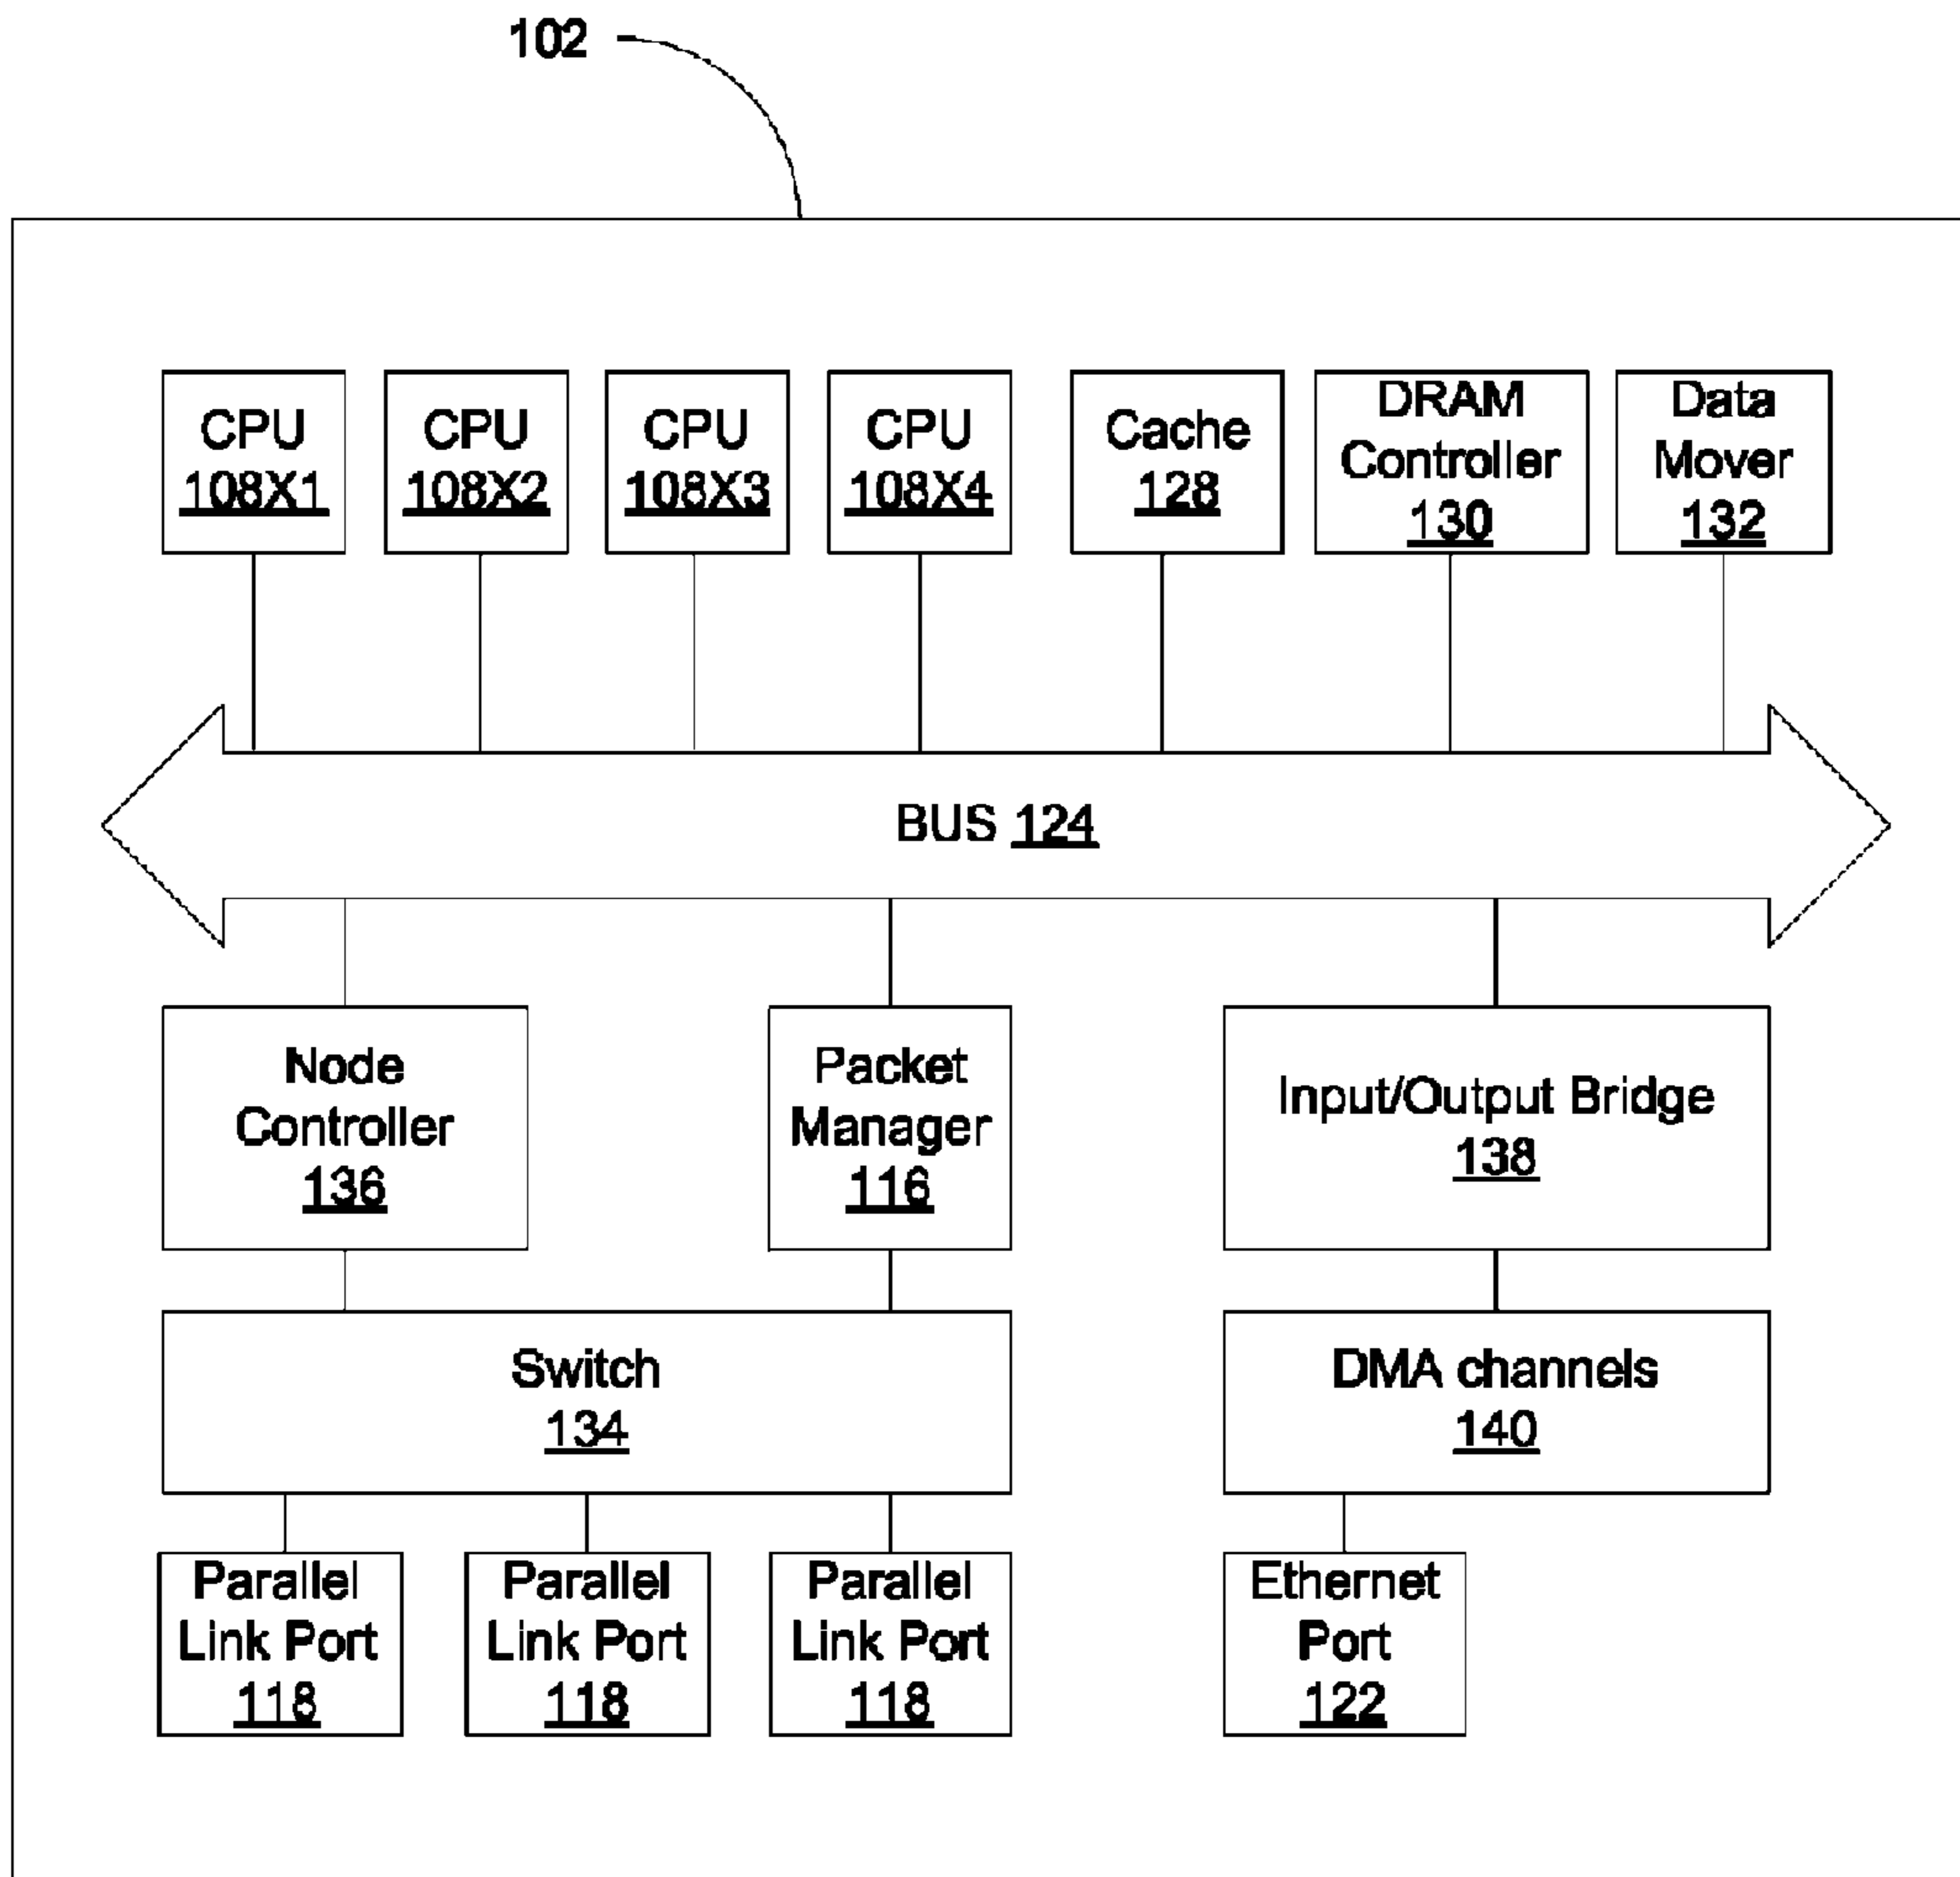 102
CPU
108X1
CPU
108X2
CPU
108X3
CPU
108X4
Cache
128
DRAM
Controller
130
Data
Mover
132
BUS 124
Node
Controller
136
Packet
Manager
116
Input/Output Bridge
138
Switch
134
DMA channels
140
Parallel
Link Port
118
Parallel
Link Port
118
Parallel
Link Port
118
Ethernet
Port
122